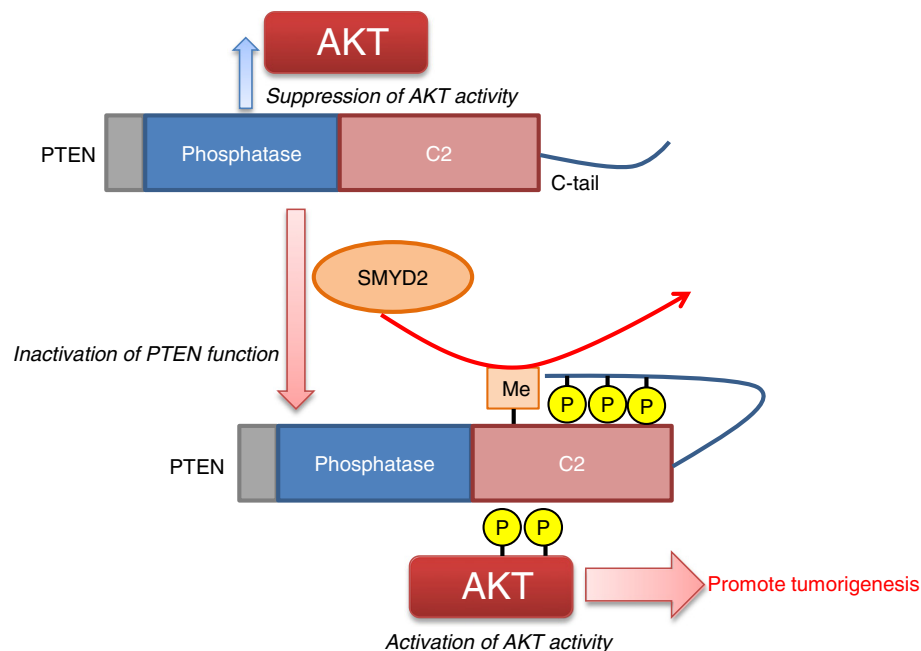 AKT
Suppression of AKT activity
PTEN
Phosphatase
C2
C-tail
SMYD2
Inactivation of PTEN function
Me
P
P
P
PTEN
Phosphatase
C2
P
P
AKT
Promote tumorigenesis
Activation of AKT activity